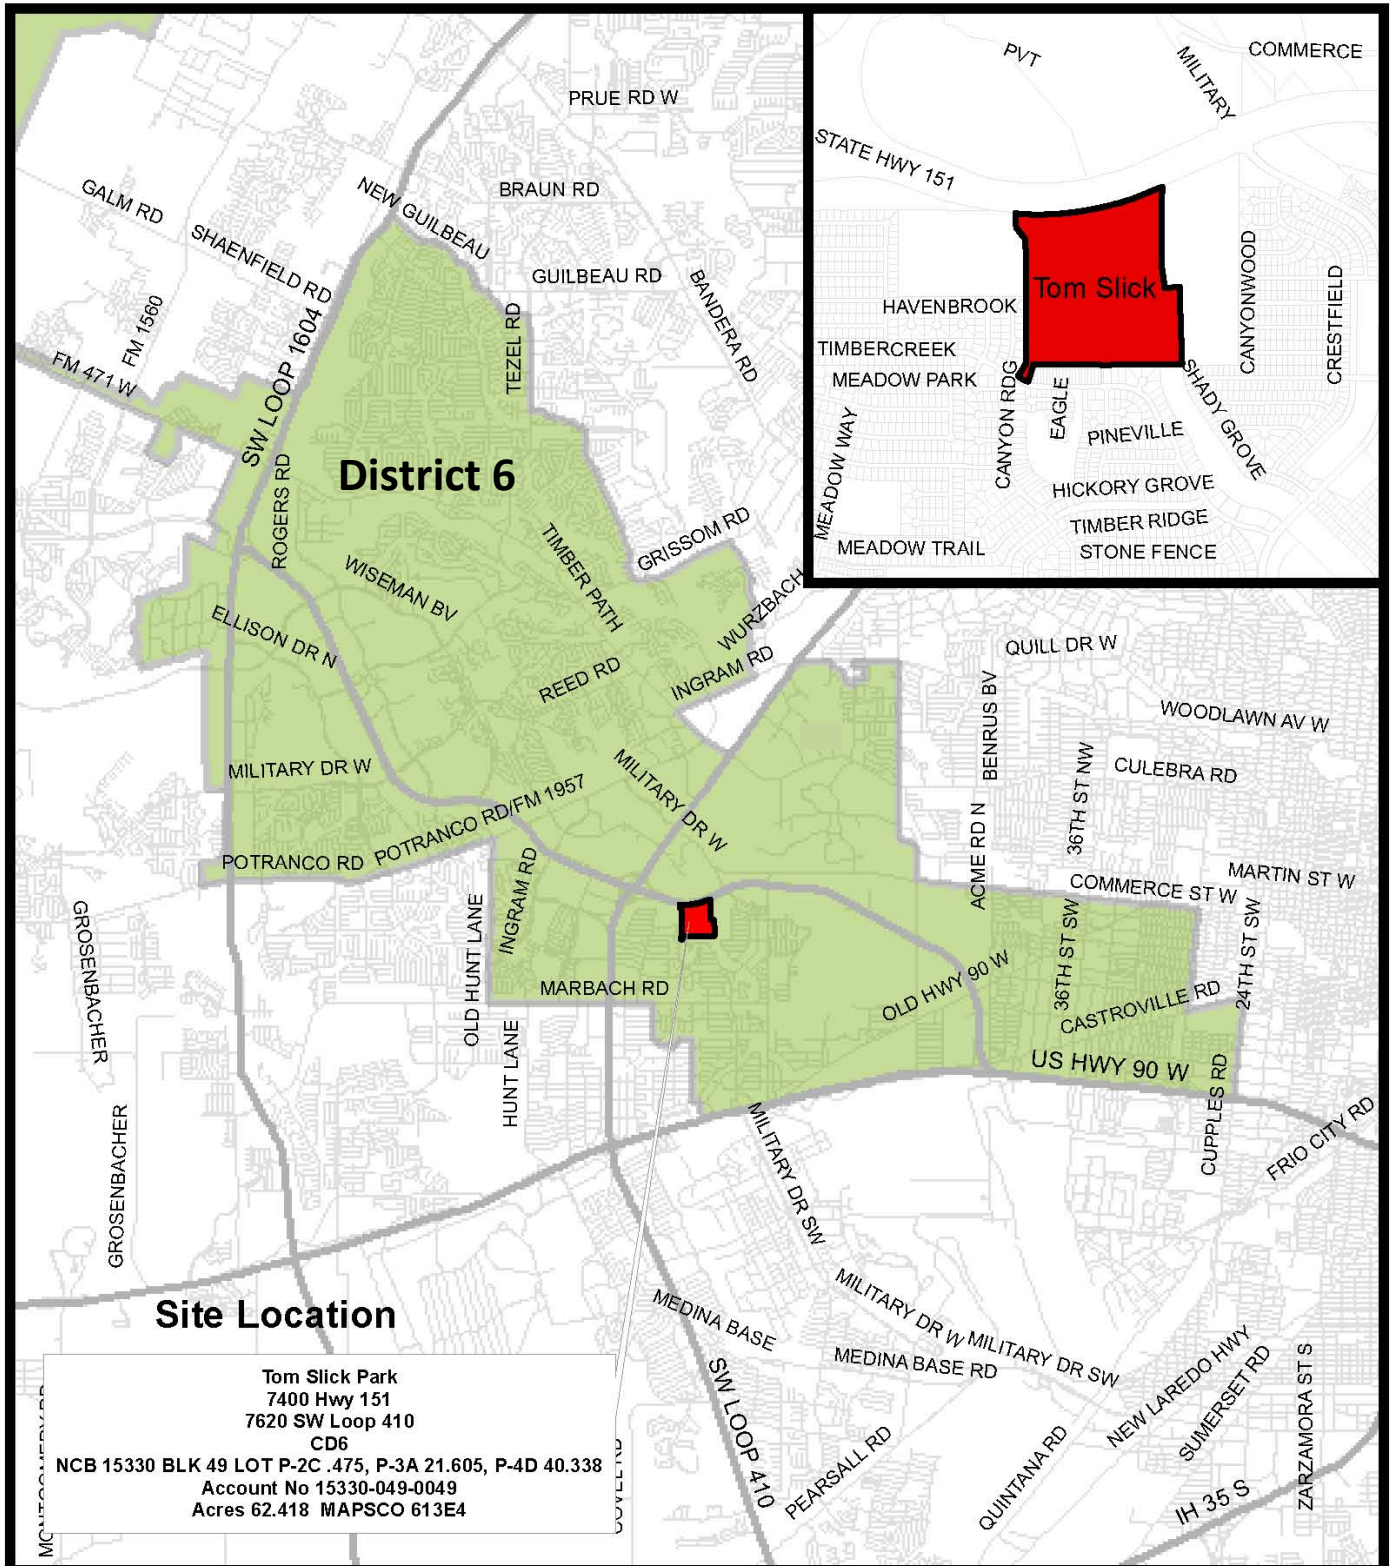 PRUE RD W
BRAUN RD
NEW GUILBEAU
GALM RD
SHAENFIELD RD
GUILBEAU RD
BANDERA RD
FM 1560
TEZEL RD
SW LOOP 1604
FM 471 W
ROGERS RD
District 6
GRISSOM RD
TIMBER PATH
WISEMAN BV
WURZBACH
ELLISON DR N
REED RD
INGRAM RD
MILITARY DR W
MILITARY DR W
POTRANCO RD/FM 1957
POTRANCO RD
INGRAM RD
OLD HUNT LANE
MARBACH RD
HUNT LANE
GROSENBACHER
GROSENBACHER
PVT
MILITARY
COMMERCE
STATE HWY 151
Tom Slick
HAVENBROOK
TIMBERCREEK
MEADOW PARK
CANYONWOOD
CRESTFIELD
MEADOW WAY
CANYON RDG
EAGLE
SHADY GROVE
PINEVILLE
HICKORY GROVE
TIMBER RIDGE
STONE FENCE
MEADOW TRAIL
QUILL DR W
BENRUS BV
WOODLAWN AV W
CULEBRA RD
36TH ST NW
ACME RD N
MARTIN ST W
COMMERCE ST W
36TH ST SW
24TH ST SW
OLD HWY 90 W
CASTROVILLE RD
US HWY 90 W
CUPPLES RD
FRIO CITY RD
MILITARY DR SW
MILITARY DR W
MILITARY DR SW
MEDINA BASE
MEDINA BASE RD
SW LOOP 410
PEARSALL RD
QUINTANA RD
NEW LAREDO HWY
SUMERSET RD
ZARZAMORA ST S
IH 35 S
Site Location
Tom Slick Park
7400 Hwy 151
7620 SW Loop 410
CD6
NCB 15330 BLK 49 LOT P-2C .475, P-3A 21.605, P-4D 40.338
Account No 15330-049-0049
Acres 62.418 MAPSCO 613E4